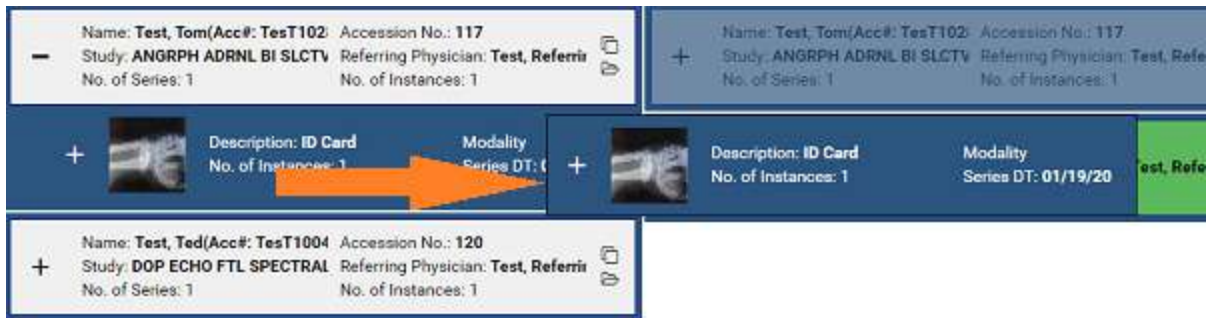 Name: Test, Tom(Acc#: TesT102 Accession No.: 117
Study: ANGRPH ADRNL BI SLCTV Referring Physician: Test, Referrin
No. of Series: 1 No. of Instances: 1
Name: Test, Tom(Acc#: TesT102 Accession No.: 117
Study: ANGRPH ADRNL BI SLCTV Referring Physician: Test, Refe
No. of Series: 1 No. of Instances: 1
Description: ID Card Modality
No. of Instances: 1 Series DT:
Description: ID Card Modality
No. of Instances: 1 Series DT: 01/19/20
est, Refe
Name: Test, Ted(Acc#: TesT1004 Accession No.: 120
Study: DOP ECHO FTL SPECTRAL Referring Physician: Test, Referrin
No. of Series: 1 No. of Instances: 1